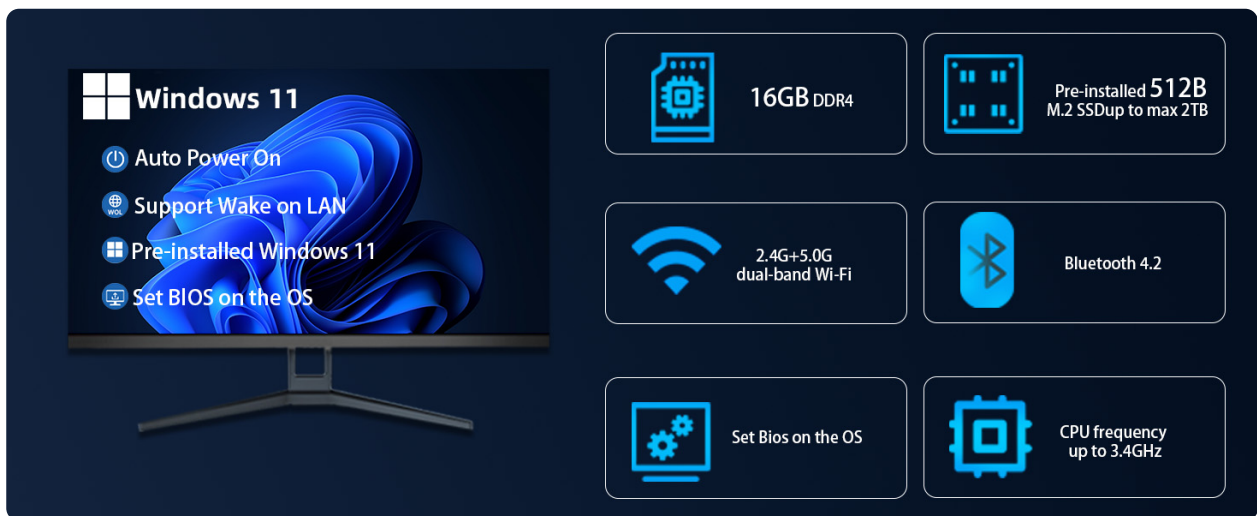 Windows 11
Auto Power On
WOL
Support Wake on LAN
Pre-installed Windows 11
Set BIOS on the OS
16GB DDR4
Pre-installed 512B
M.2 SSDup to max 2TB
2.4G+5.0G
dual-band Wi-Fi
Bluetooth 4.2
Set Bios on the OS
CPU frequency
up to 3.4GHz